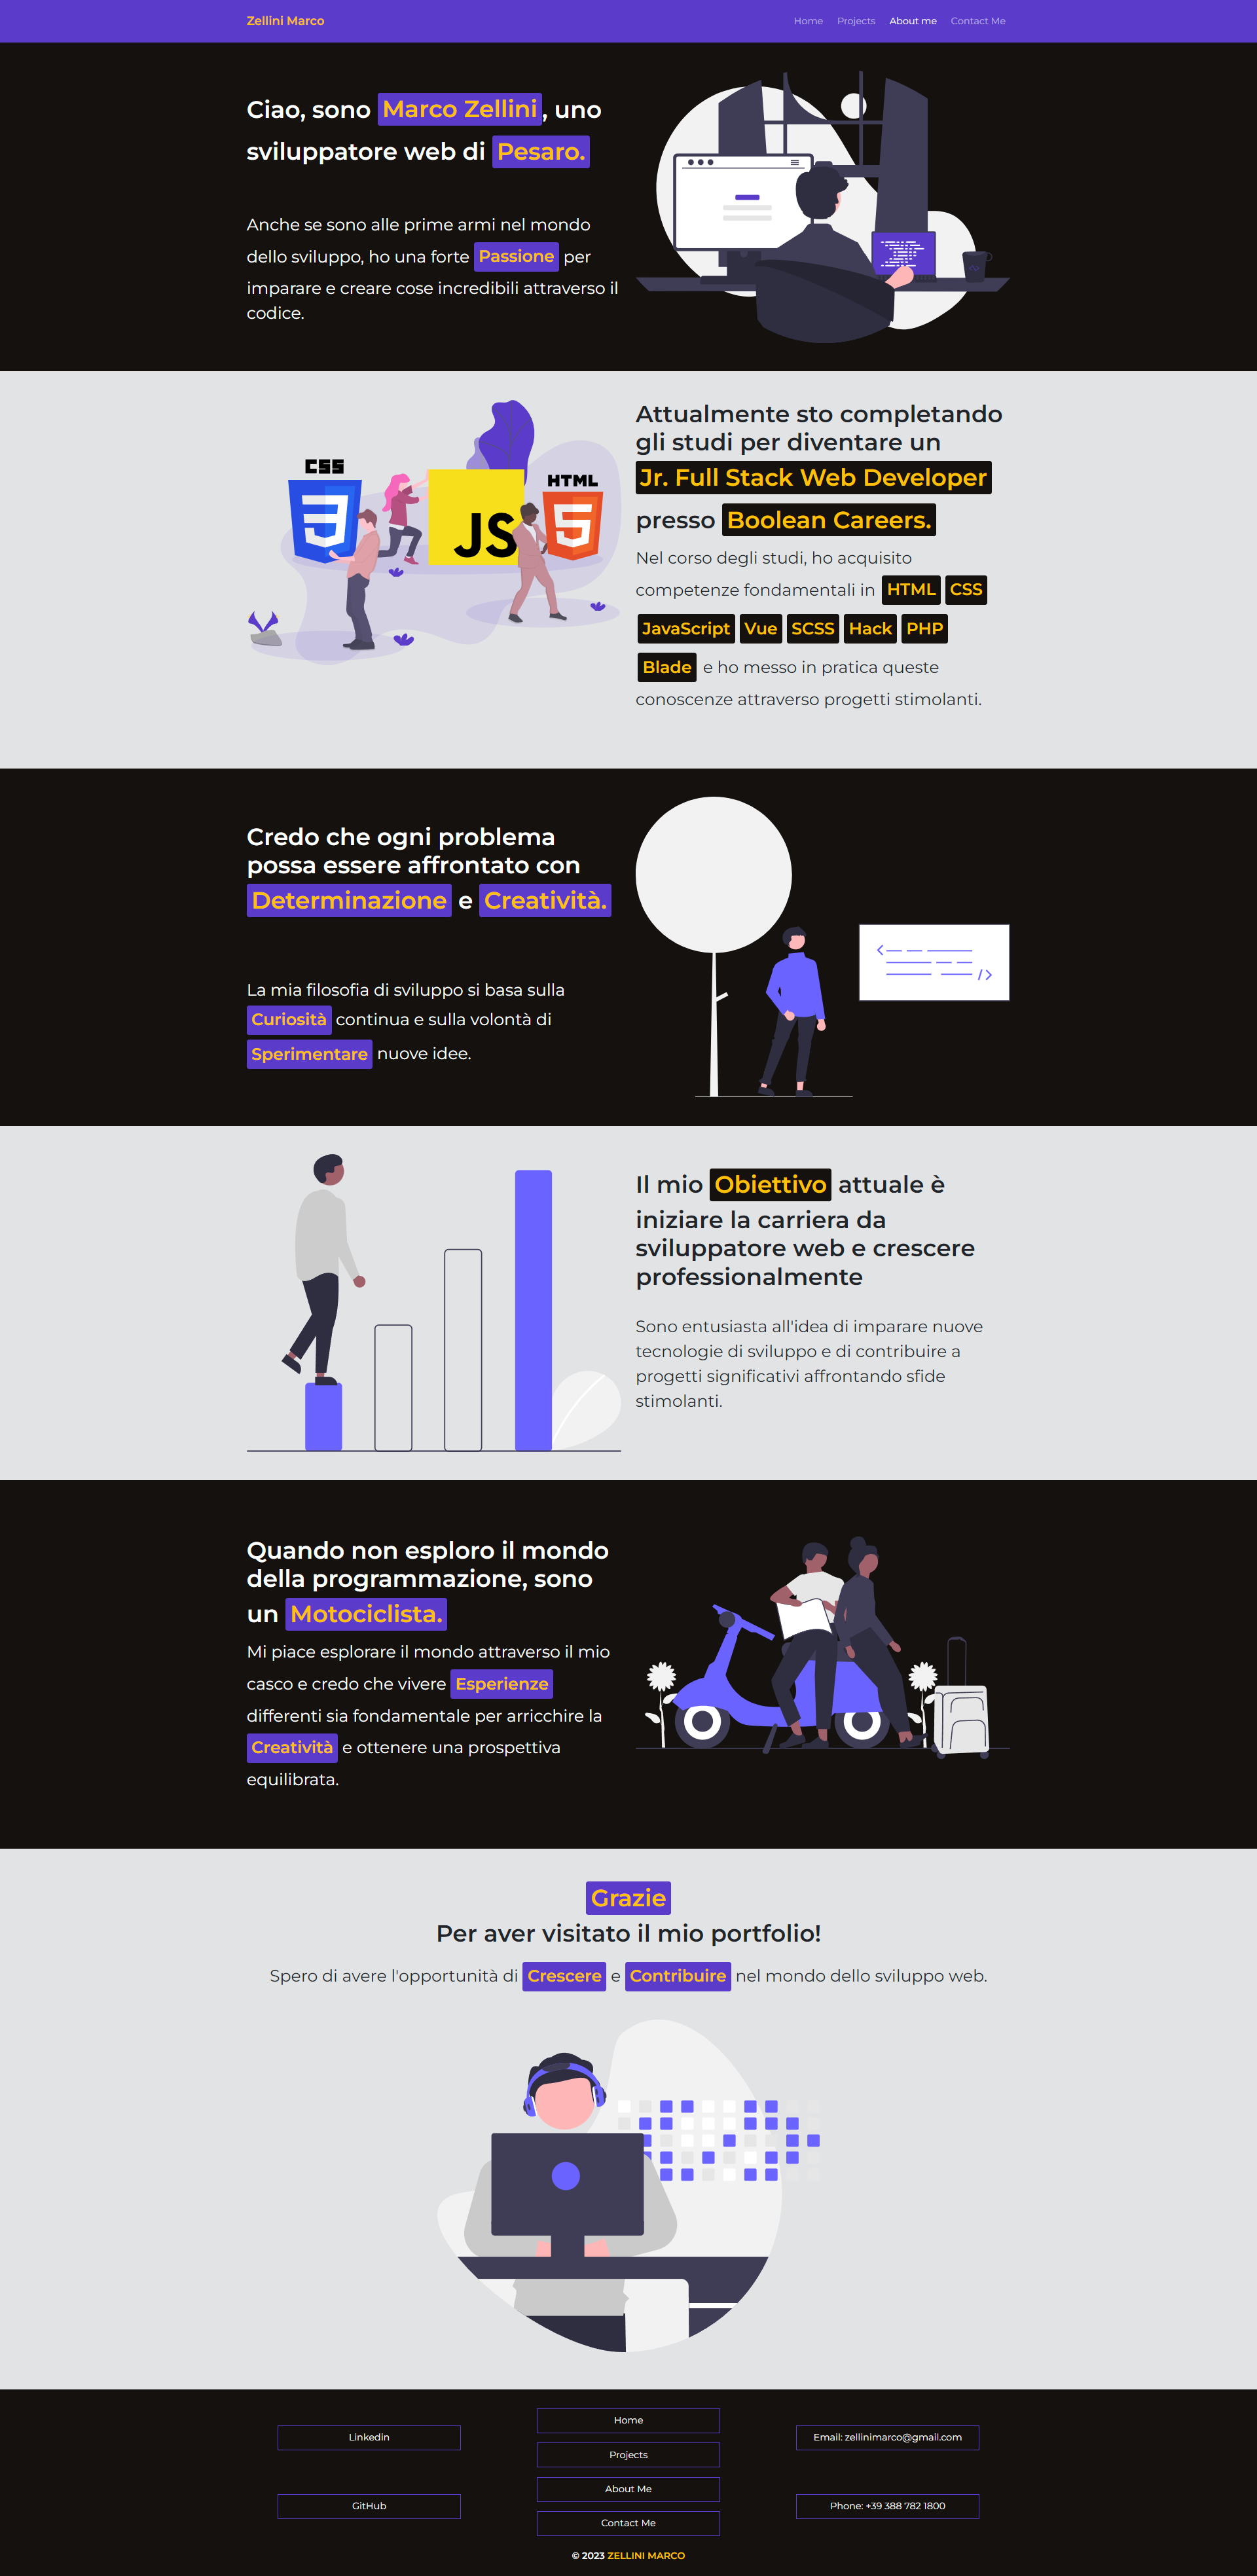 Zellini Marco
Home Projects About me Contact Me
Ciao, sono Marco Zellini, uno
sviluppatore web di Pesaro.
Anche se sono alle prime armi nel mondo
dello sviluppo, ho una forte Passione per
imparare e creare cose incredibili attraverso il
codice.
CSS
JS
HTML
Attualmente sto completando
gli studi per diventare un
Jr. Full Stack Web Developer
presso Boolean Careers.
Nel corso degli studi, ho acquisito
competenze fondamentali in HTML CSS
JavaScript Vue SCSS Hack PHP
Blade e ho messo in pratica queste
conoscenze attraverso progetti stimolanti.
Credo che ogni problema
possa essere affrontato con
Determinazione e Creatività.
La mia filosofia di sviluppo si basa sulla
Curiosità continua e sulla volontà di
Sperimentare nuove idee.
Il mio Obiettivo attuale è
iniziare la carriera da
sviluppatore web e crescere
professionalmente
Sono entusiasta all'idea di imparare nuove
tecnologie di sviluppo e di contribuire a
progetti significativi affrontando sfide
stimolanti.
Quando non esploro il mondo
della programmazione, sono
un Motociclista.
Mi piace esplorare il mondo attraverso il mio
casco e credo che vivere Esperienze
differenti sia fondamentale per arricchire la
Creatività e ottenere una prospettiva
equilibrata.
Grazie
Per aver visitato il mio portfolio!
Spero di avere l'opportunità di Crescere e Contribuire nel mondo dello sviluppo web.
Linkedin
GitHub
Home
Projects
About Me
Contact Me
Email: zellinimarco@gmail.com
Phone: +39 388 782 1800
© 2023 ZELLINI MARCO